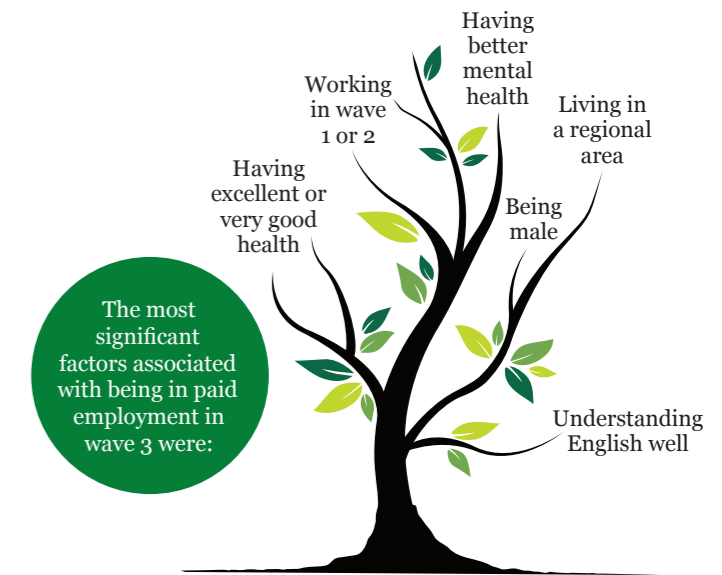 The most
significant
factors associated
with being in paid
employment in
wave 3 were:
Having
excellent or
very good
health
Working
in wave
1 or 2
Having
better
mental
health
Being
male
Living in
a regional
area
Understanding
English well